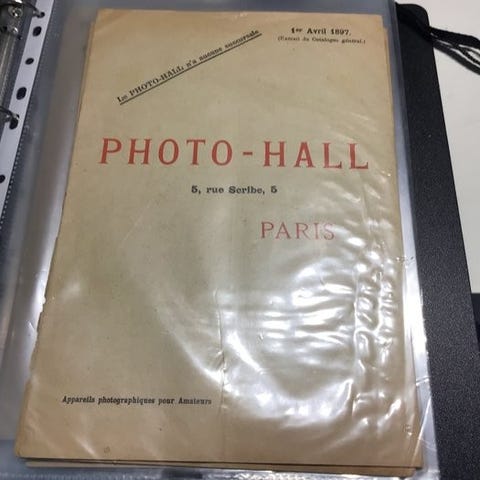 1er Avril 1897.
(Extrait du Catalogue général.)
Le PHOTO-HALL n'a aucune succursale
PHOTO-HALL
5, rue Scribe, 5
PARIS
Appareils photographiques pour Amateurs